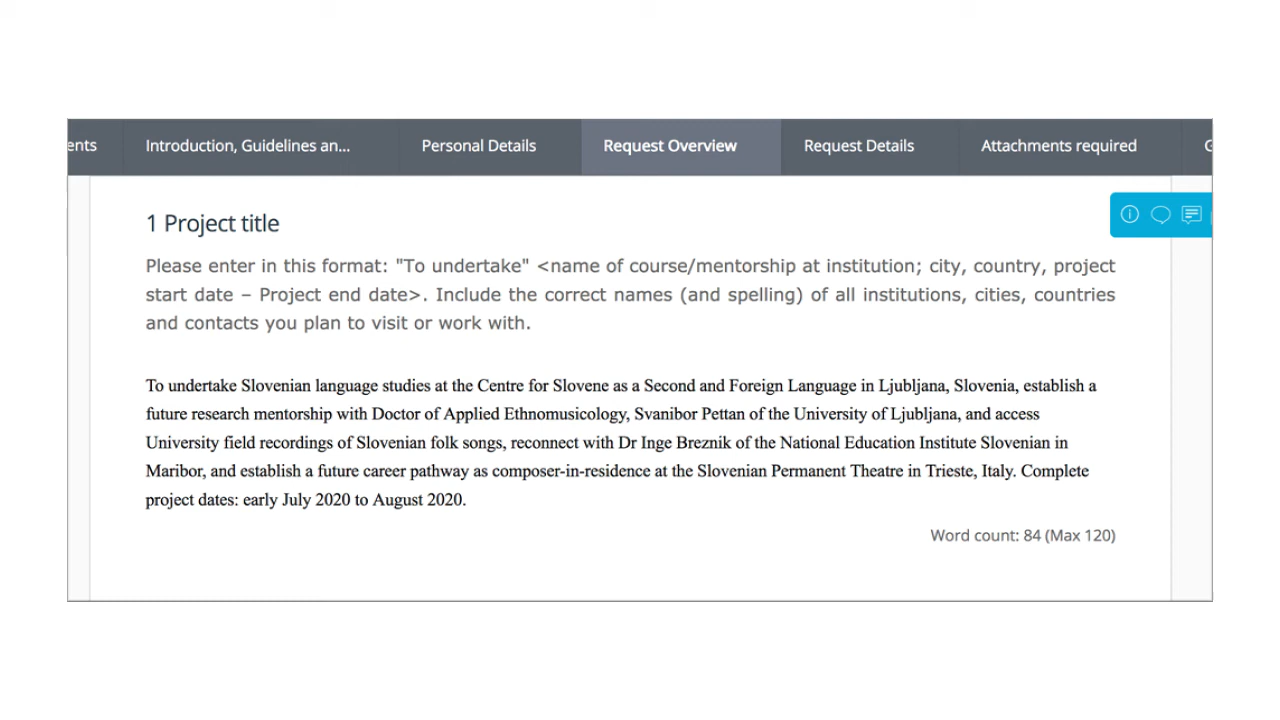 ents Introduction, Guidelines an... Personal Details Request Overview Request Details Attachments required G
1 Project title
Please enter in this format: "To undertake" <name of course/mentorship at institution; city, country, project
start date – Project end date>. Include the correct names (and spelling) of all institutions, cities, countries
and contacts you plan to visit or work with.
To undertake Slovenian language studies at the Centre for Slovene as a Second and Foreign Language in Ljubljana, Slovenia, establish a
future research mentorship with Doctor of Applied Ethnomusicology, Svanibor Pettan of the University of Ljubljana, and access
University field recordings of Slovenian folk songs, reconnect with Dr Inge Breznik of the National Education Institute Slovenian in
Maribor, and establish a future career pathway as composer-in-residence at the Slovenian Permanent Theatre in Trieste, Italy. Complete
project dates: early July 2020 to August 2020.
Word count: 84 (Max 120)